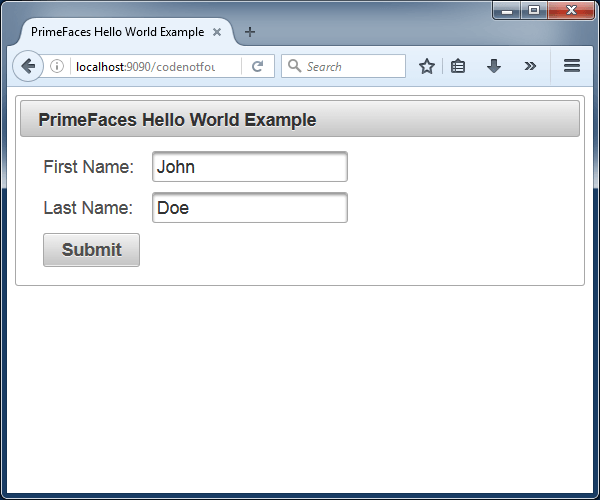 PrimeFaces Hello World Example
localhost:9090/codenotfou
Search
PrimeFaces Hello World Example
First Name: John
Last Name: Doe
Submit